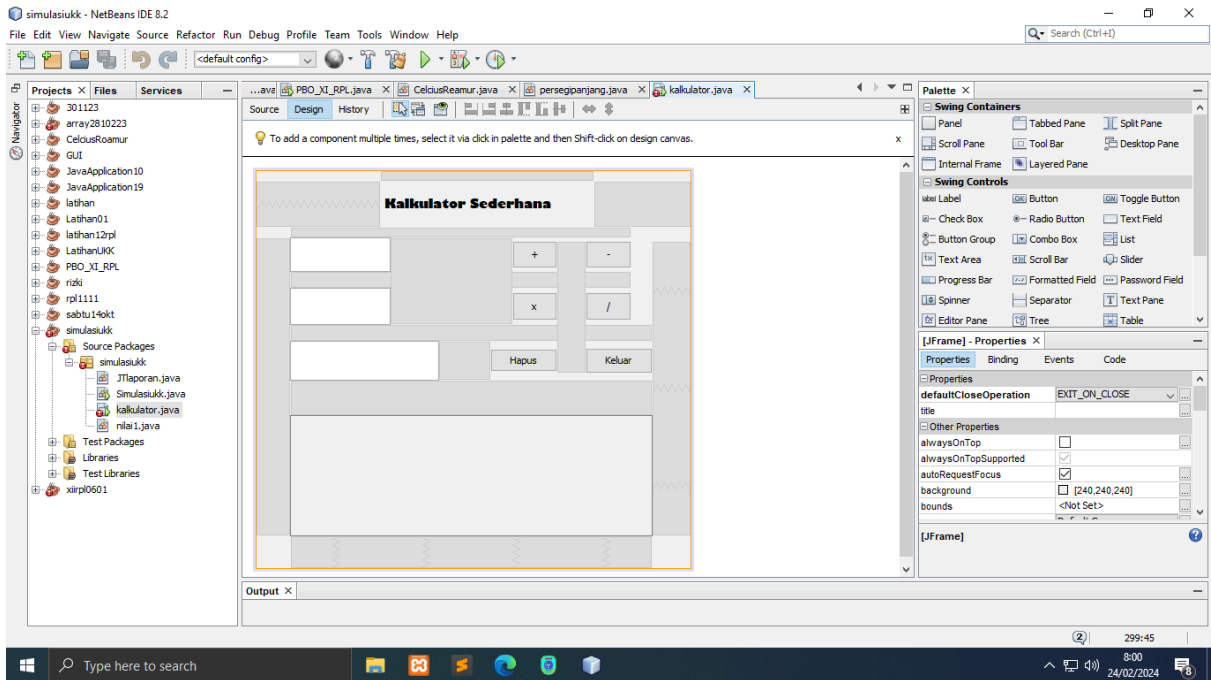 simulasiukk - NetBeans IDE 8.2
File Edit View Navigate Source Refactor Run Debug Profile Team Tools Window Help
Search (Ctrl+I)
<default config>
Projects Files Services
Navigator
301123
array2810223
CelciusRoamur
GUI
JavaApplication10
JavaApplication19
latihan
Latihan01
latihan12rpl
LatihanUKK
PBO_XI_RPL
rizki
rpl1111
sabtu14okt
simulasiukk
Source Packages
simulasiukk
JTlaporan.java
Simulasiukk.java
kalkulator.java
nilai1.java
Test Packages
Libraries
Test Libraries
xiirpl0601
...ava PBO_XI_RPL.java CelciusReamur.java persegipanjang.java kalkulator.java
Source Design History
To add a component multiple times, select it via click in palette and then Shift-click on design canvas. x
Kalkulator Sederhana
+ -
x /
Hapus Keluar
Output
Palette
Swing Containers
Panel Tabbed Pane Split Pane
Scroll Pane Tool Bar Desktop Pane
Internal Frame Layered Pane
Swing Controls
label Label OK Button ON Toggle Button
Check Box Radio Button Text Field
Button Group Combo Box List
Text Area Scroll Bar Slider
Progress Bar Formatted Field Password Field
Spinner Separator Text Pane
Editor Pane Tree Table
[JFrame] - Properties
Properties Binding Events Code
Properties
defaultCloseOperation EXIT_ON_CLOSE
title
Other Properties
alwaysOnTop
alwaysOnTopSupported
autoRequestFocus
background [240,240,240]
bounds <Not Set>
[JFrame]
2 299:45
Type here to search
8:00
24/02/2024
8